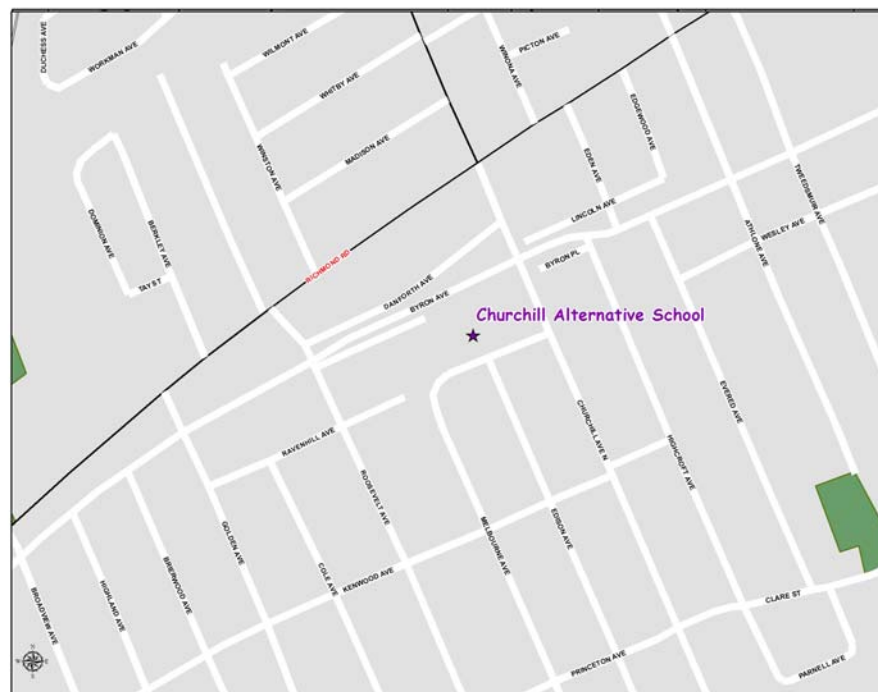 DUCHESS AVE
WORKMAN AVE
WILMONT AVE
WHITBY AVE
MADISON AVE
WINSTON AVE
WINONA AVE
PICTON AVE
EDGEWOOD AVE
EDEN AVE
LINCOLN AVE
TWEEDSMUIR AVE
ATHLONE AVE
WESLEY AVE
DOMINION AVE
BERKLEY AVE
TAY ST
RICHMOND RD
DANFORTH AVE
BYRON AVE
BYRON PL
Churchill Alternative School
EVERED AVE
CHURCHILL AVE N
HIGHCROFT AVE
RAVENHILL AVE
ROOSEVELT AVE
GOLDEN AVE
COLE AVE
KENWOOD AVE
MELBOURNE AVE
EDISON AVE
BROADVIEW AVE
HIGHLAND AVE
BRIERWOOD AVE
CLARE ST
PRINCETON AVE
PARNELL AVE